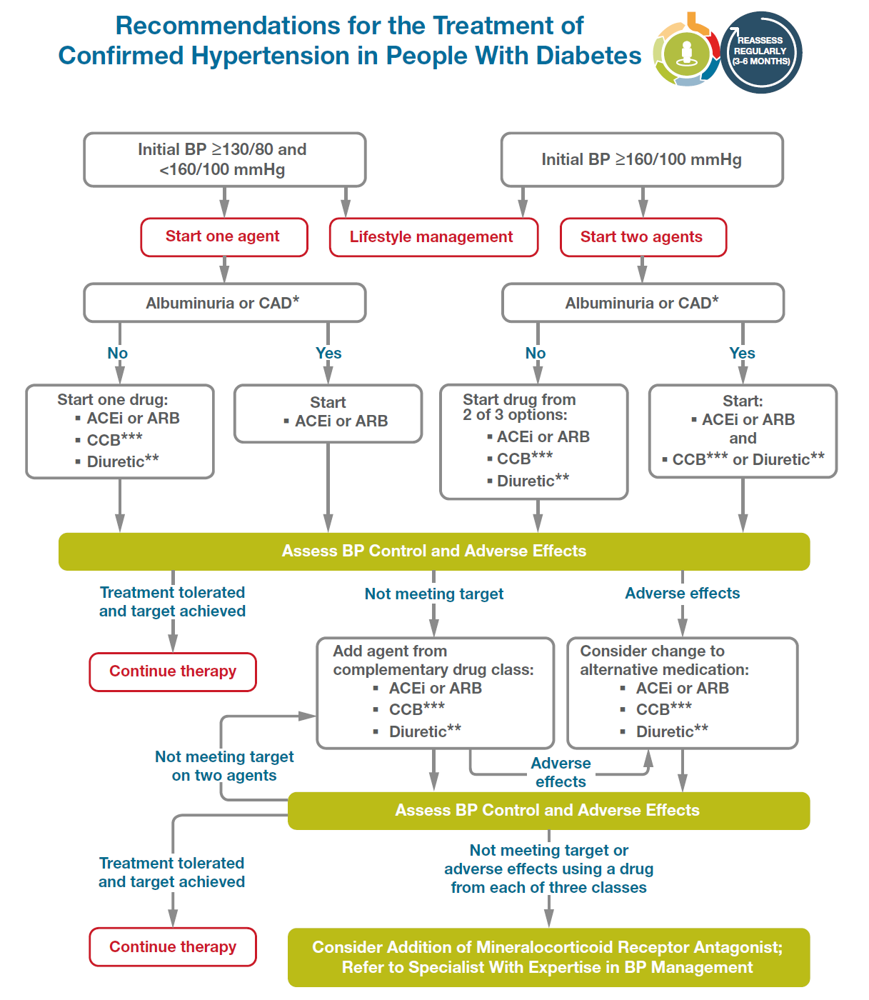 Recommendations for the Treatment of
Confirmed Hypertension in People With Diabetes
REASSESS
REGULARLY
(3-6 MONTHS)
Initial BP ≥130/80 and
<160/100 mmHg
Initial BP ≥160/100 mmHg
Start one agent
Lifestyle management
Start two agents
Albuminuria or CAD*
Albuminuria or CAD*
No
Yes
No
Yes
Start one drug:
▪ ACEi or ARB
▪ CCB***
▪ Diuretic**
Start
▪ ACEi or ARB
Start drug from
2 of 3 options:
▪ ACEi or ARB
▪ CCB***
▪ Diuretic**
Start:
▪ ACEi or ARB
and
▪ CCB*** or Diuretic**
Assess BP Control and Adverse Effects
Treatment tolerated
and target achieved
Not meeting target
Adverse effects
Continue therapy
Add agent from
complementary drug class:
▪ ACEi or ARB
▪ CCB***
▪ Diuretic**
Consider change to
alternative medication:
▪ ACEi or ARB
▪ CCB***
▪ Diuretic**
Not meeting target
on two agents
Adverse
effects
Assess BP Control and Adverse Effects
Treatment tolerated
and target achieved
Not meeting target or
adverse effects using a drug
from each of three classes
Continue therapy
Consider Addition of Mineralocorticoid Receptor Antagonist;
Refer to Specialist With Expertise in BP Management